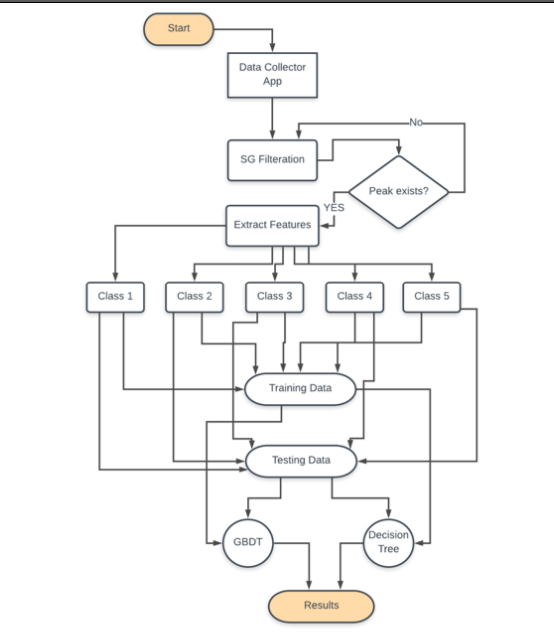 Start
Data Collector
App
No
SG Filteration
Peak exists?
YES
Extract Features
Class 1
Class 2
Class 3
Class 4
Class 5
Training Data
Testing Data
GBDT
Decision
Tree
Results